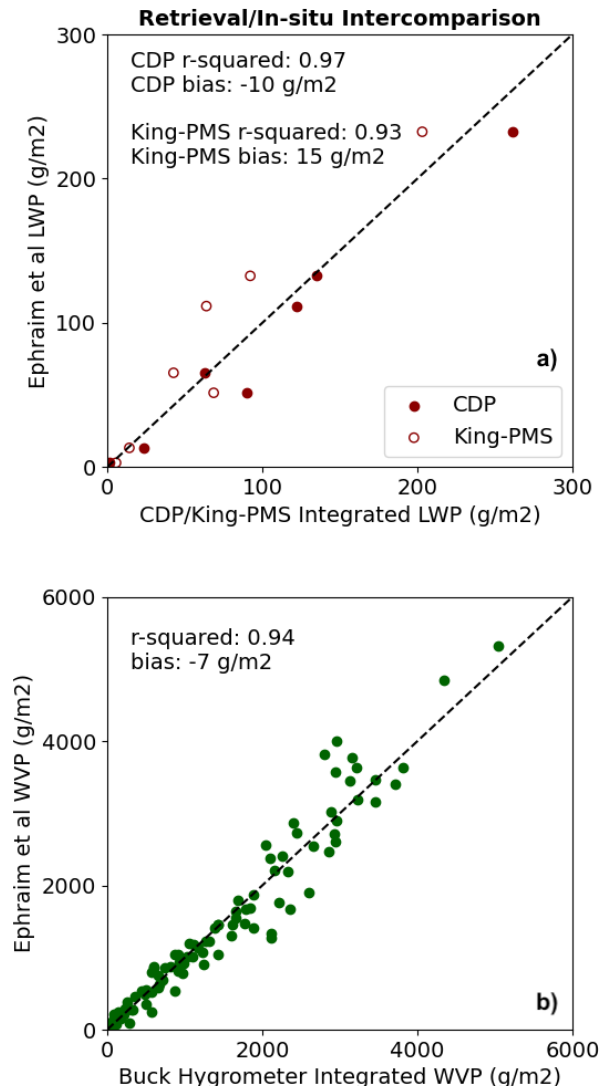 Retrieval/In-situ Intercomparison
300
CDP r-squared: 0.97
CDP bias: -10 g/m2
King-PMS r-squared: 0.93
King-PMS bias: 15 g/m2
200
Ephraim et al LWP (g/m2)
100
a)
CDP
King-PMS
0
0 100 200 300
CDP/King-PMS Integrated LWP (g/m2)
6000
r-squared: 0.94
bias: -7 g/m2
4000
Ephraim et al WVP (g/m2)
2000
b)
0
0 2000 4000 6000
Buck Hygrometer Integrated WVP (g/m2)